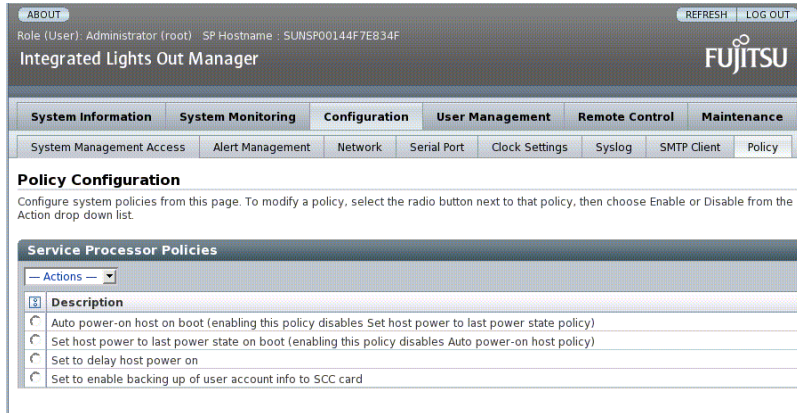 ABOUT
REFRESH LOG OUT
Role (User): Administrator (root) SP Hostname : SUNSP00144F7E834F
Integrated Lights Out Manager
FUJITSU
System Information System Monitoring Configuration User Management Remote Control Maintenance
System Management Access Alert Management Network Serial Port Clock Settings Syslog SMTP Client Policy
Policy Configuration
Configure system policies from this page. To modify a policy, select the radio button next to that policy, then choose Enable or Disable from the
Action drop down list.
Service Processor Policies
— Actions —
Description
Auto power-on host on boot (enabling this policy disables Set host power to last power state policy)
Set host power to last power state on boot (enabling this policy disables Auto power-on host policy)
Set to delay host power on
Set to enable backing up of user account info to SCC card